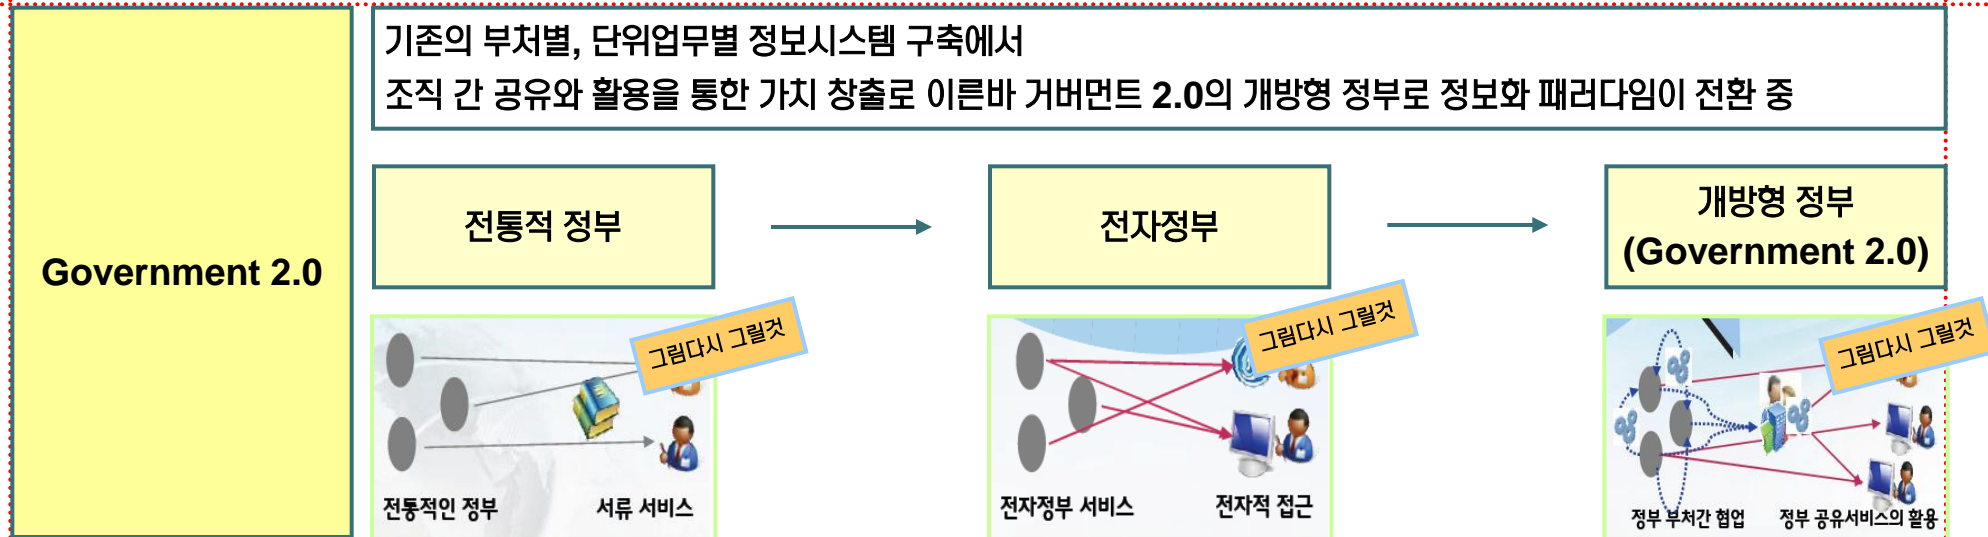 Government 2.0
기존의 부처별, 단위업무별 정보시스템 구축에서
조직 간 공유와 활용을 통한 가치 창출로 이른바 거버먼트 2.0의 개방형 정부로 정보화 패러다임이 전환 중
전통적 정부
전자정부
개방형 정부
(Government 2.0)
그림다시 그릴것
그림다시 그릴것
그림다시 그릴것
전통적인 정부
서류 서비스
전자정부 서비스
전자적 접근
정부 부처간 협업
정부 공유서비스의 활용